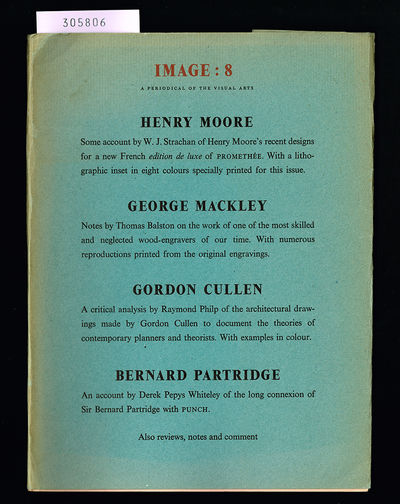 305806
IMAGE : 8
A PERIODICAL OF THE VISUAL ARTS
HENRY MOORE
Some account by W. J. Strachan of Henry Moore's recent designs
for a new French edition de luxe of PROMETHÉE. With a litho-
graphic inset in eight colours specially printed for this issue.
GEORGE MACKLEY
Notes by Thomas Balston on the work of one of the most skilled
and neglected wood-engravers of our time. With numerous
reproductions printed from the original engravings.
GORDON CULLEN
A critical analysis by Raymond Philp of the architectural draw-
ings made by Gordon Cullen to document the theories of
contemporary planners and theorists. With examples in colour.
BERNARD PARTRIDGE
An account by Derek Pepys Whiteley of the long connexion of
Sir Bernard Partridge with PUNCH.
Also reviews, notes and comment